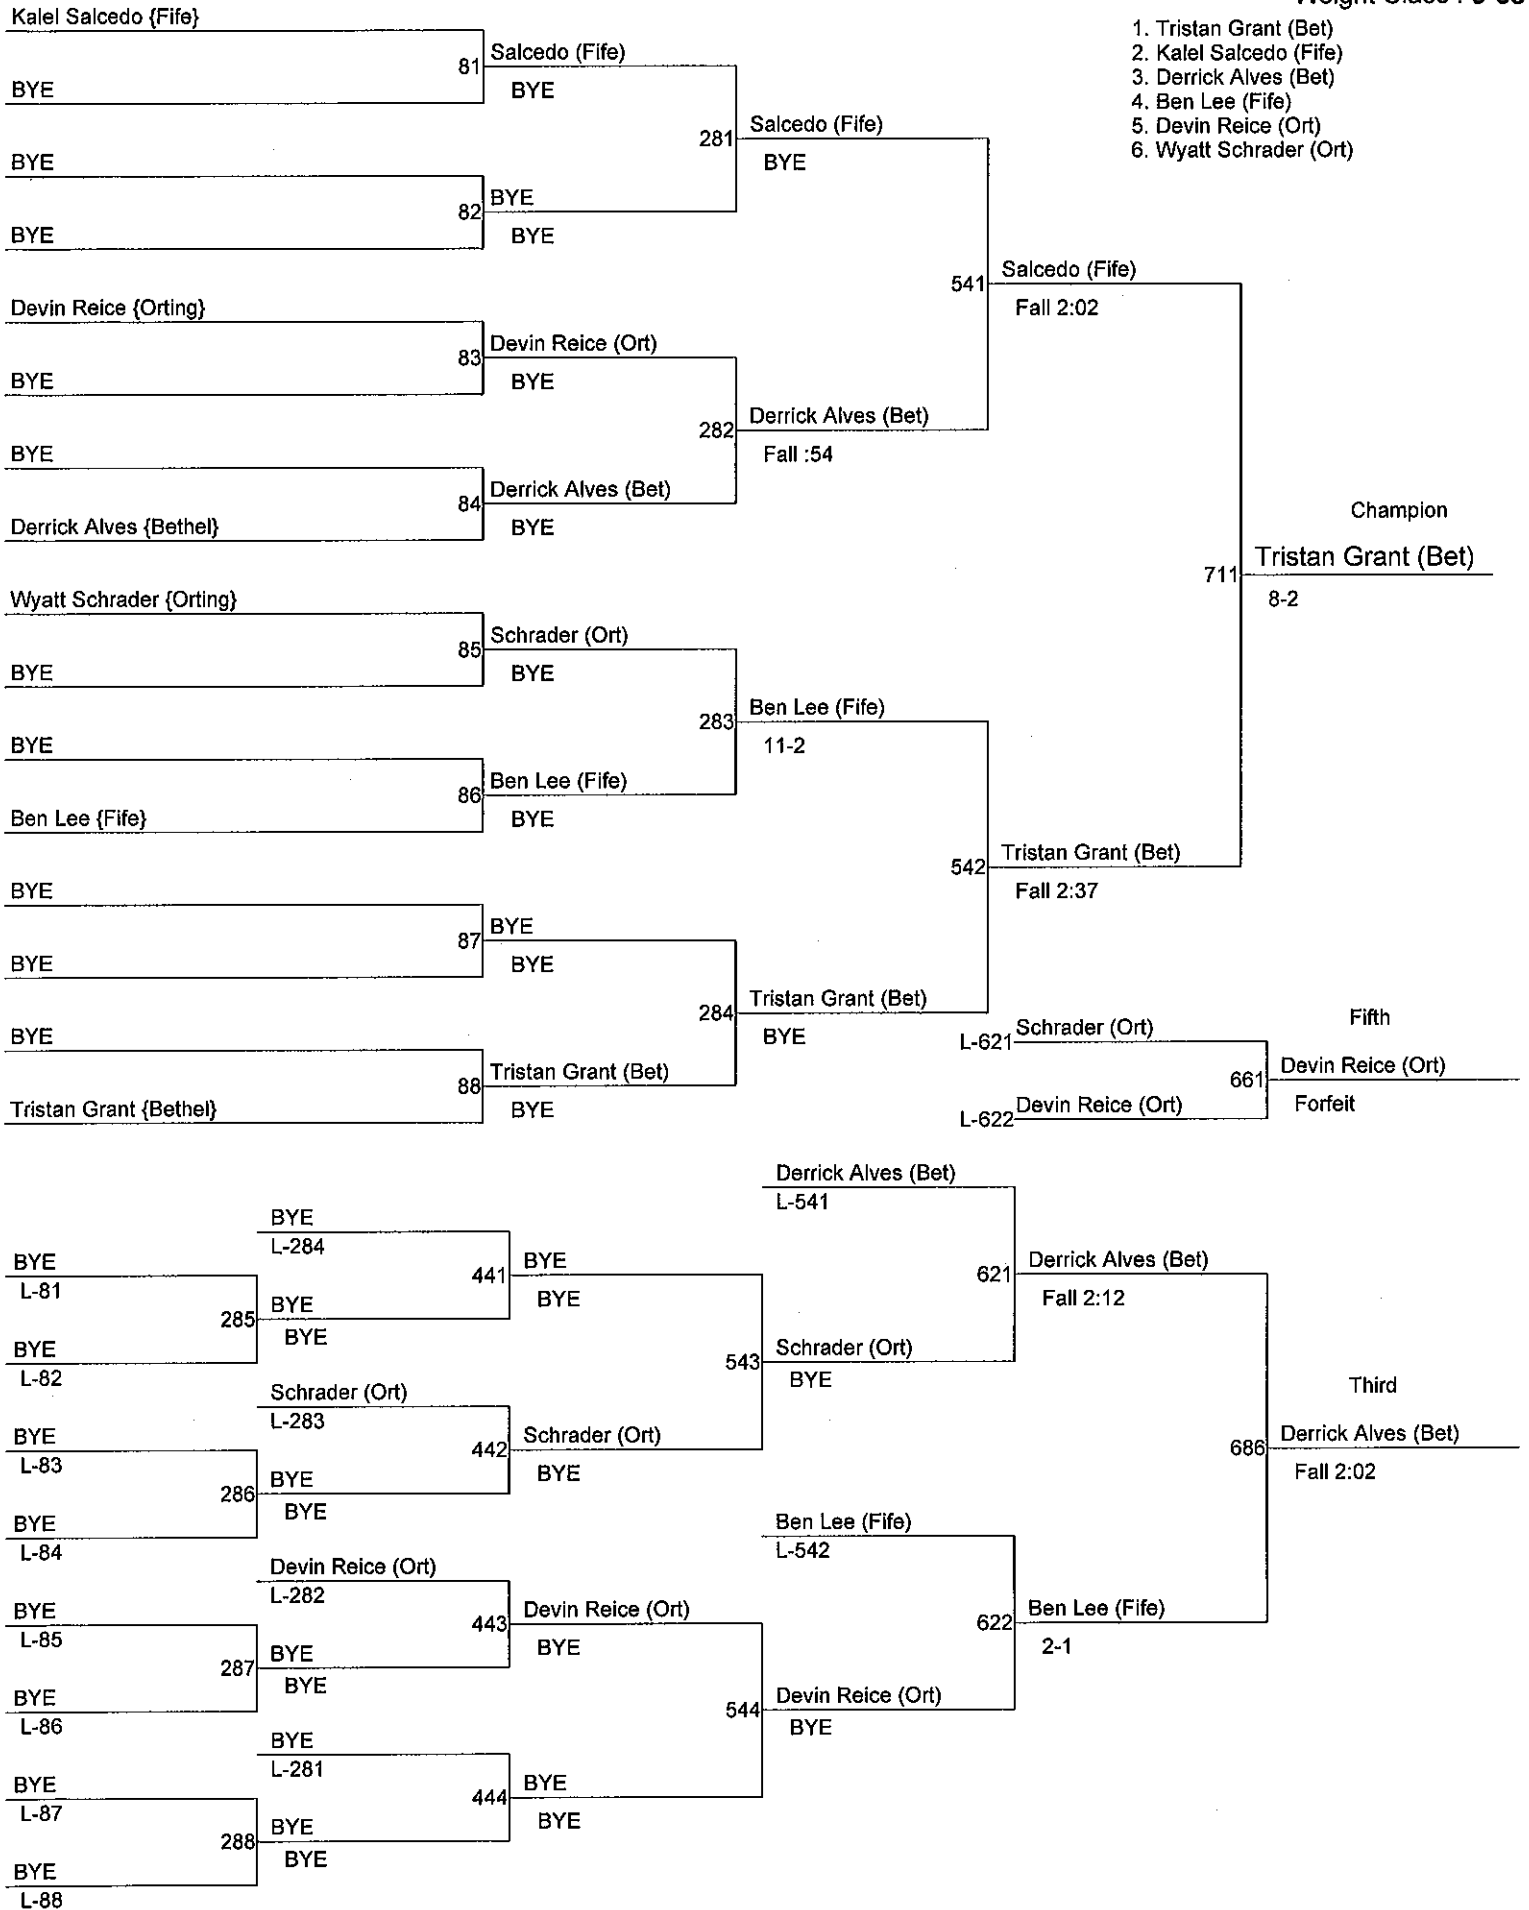 Kalel Salcedo {Fife}
BYE
BYE
BYE
Devin Reice {Orting}
BYE
BYE
Derrick Alves {Bethel}
Wyatt Schrader {Orting}
BYE
BYE
Ben Lee {Fife}
BYE
BYE
BYE
Tristan Grant {Bethel}
81 Salcedo (Fife)
BYE
82 BYE
BYE
83 Devin Reice (Ort)
BYE
84 Derrick Alves (Bet)
BYE
85 Schrader (Ort)
BYE
86 Ben Lee (Fife)
BYE
87 BYE
BYE
88 Tristan Grant (Bet)
BYE
281 Salcedo (Fife)
BYE
282 Derrick Alves (Bet)
Fall :54
283 Ben Lee (Fife)
11-2
284 Tristan Grant (Bet)
BYE
541 Salcedo (Fife)
Fall 2:02
542 Tristan Grant (Bet)
Fall 2:37
1. Tristan Grant (Bet)
2. Kalel Salcedo (Fife)
3. Derrick Alves (Bet)
4. Ben Lee (Fife)
5. Devin Reice (Ort)
6. Wyatt Schrader (Ort)
Champion
711 Tristan Grant (Bet)
8-2
Fifth
L-621 Schrader (Ort)
L-622 Devin Reice (Ort)
661 Devin Reice (Ort)
Forfeit
BYE
L-81
BYE
L-82
BYE
L-83
BYE
L-84
BYE
L-85
BYE
L-86
BYE
L-87
BYE
L-88
BYE
L-284
285 BYE
BYE
Schrader (Ort)
L-283
286 BYE
BYE
Devin Reice (Ort)
L-282
287 BYE
BYE
BYE
L-281
288 BYE
BYE
441 BYE
BYE
442 Schrader (Ort)
BYE
443 Devin Reice (Ort)
BYE
444 BYE
BYE
Derrick Alves (Bet)
L-541
543 Schrader (Ort)
BYE
Ben Lee (Fife)
L-542
544 Devin Reice (Ort)
BYE
621 Derrick Alves (Bet)
Fall 2:12
622 Ben Lee (Fife)
2-1
Third
686 Derrick Alves (Bet)
Fall 2:02